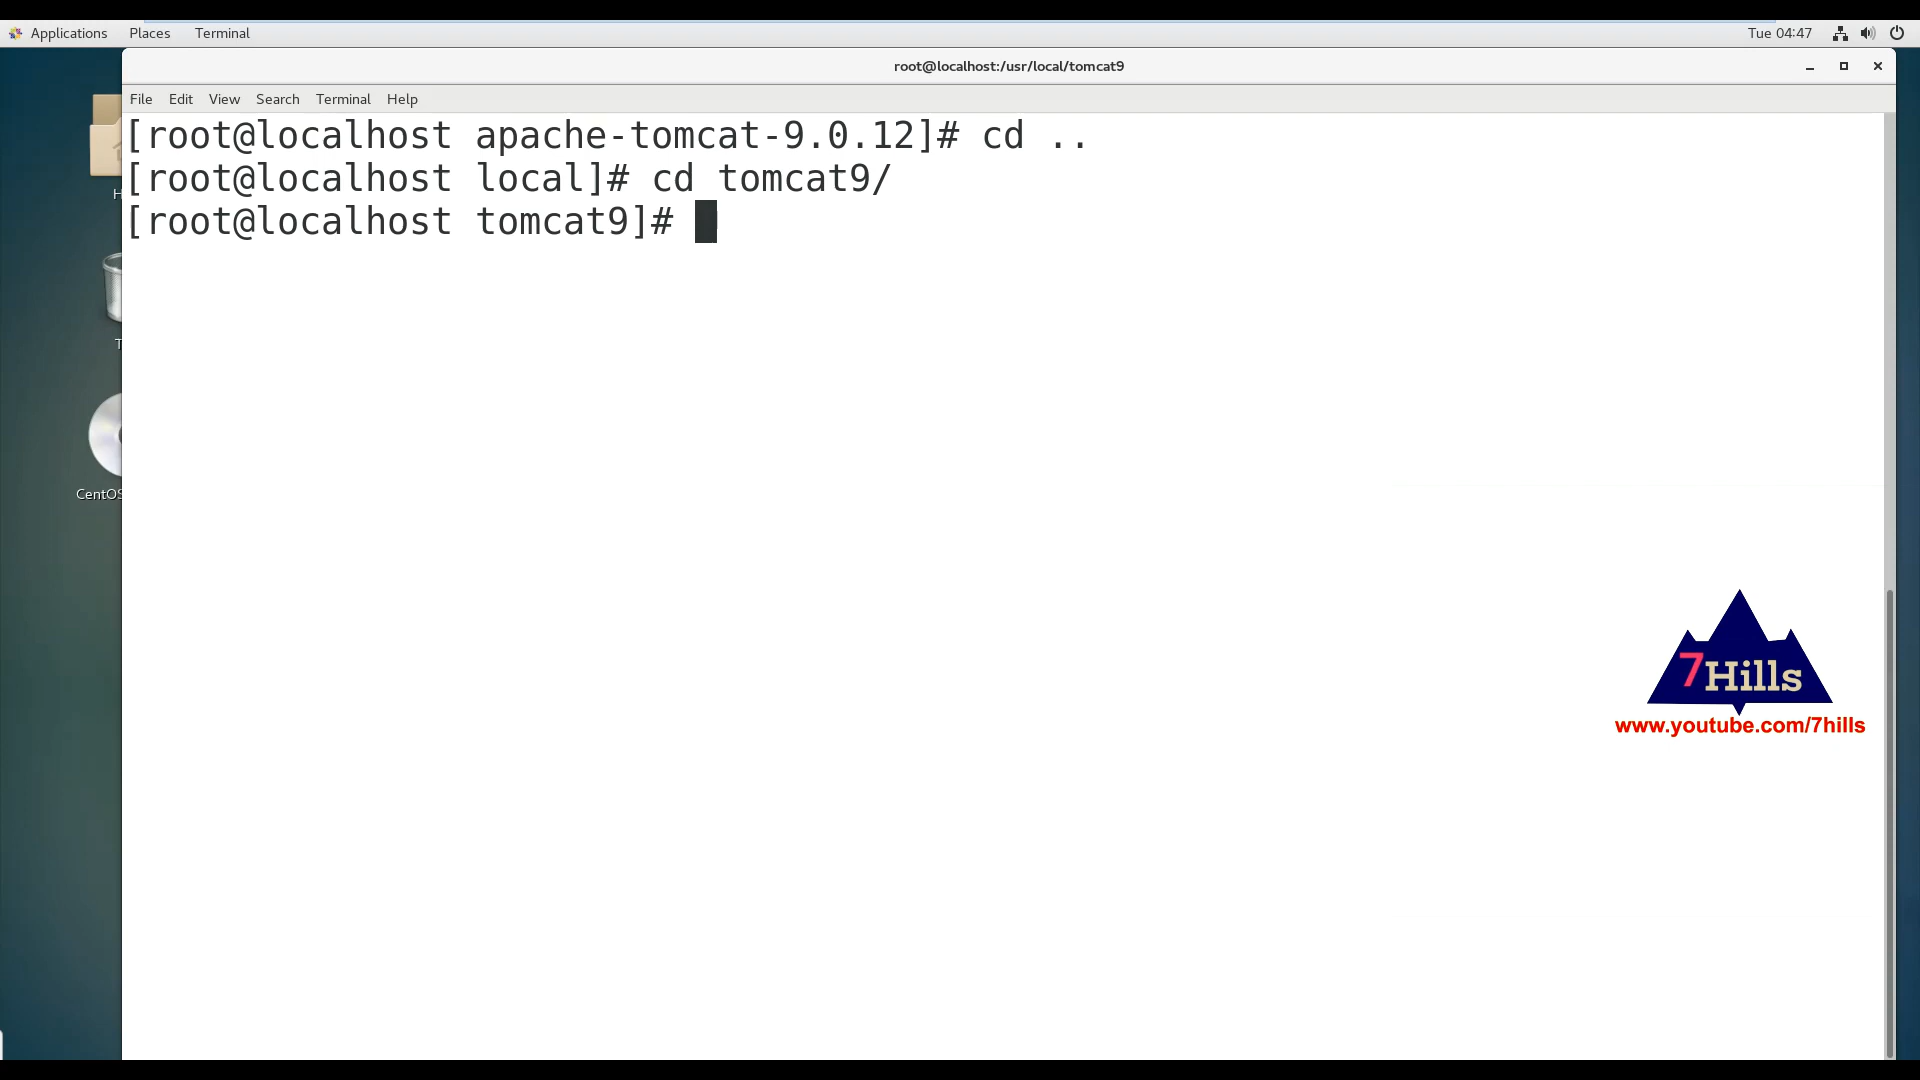 Applications Places Terminal Tue 04:47
root@localhost:/usr/local/tomcat9
File Edit View Search Terminal Help
[root@localhost apache-tomcat-9.0.12]# cd ..
[root@localhost local]# cd tomcat9/
[root@localhost tomcat9]#
H
T
CentOS
7Hills
www.youtube.com/7hills